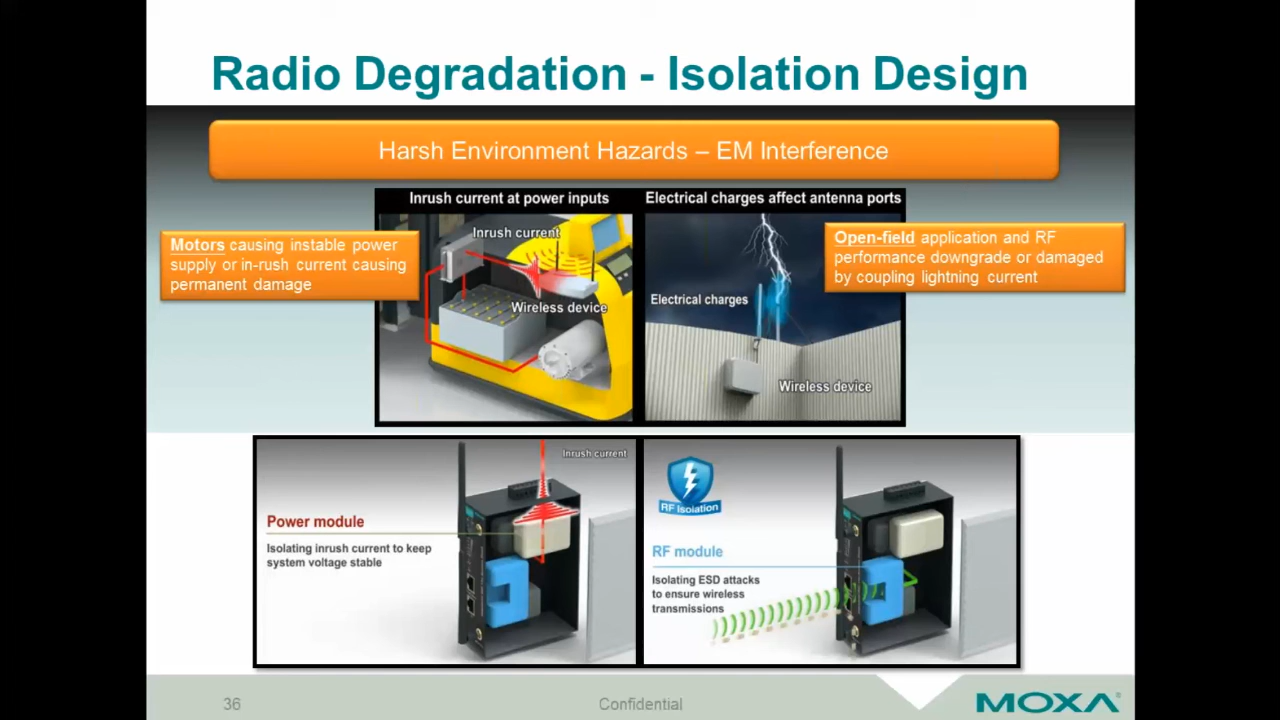 Radio Degradation - Isolation Design
Harsh Environment Hazards – EM Interference
Inrush current at power inputs
Electrical charges affect antenna ports
Motors causing instable power
supply or in-rush current causing
permanent damage
Inrush current
Wireless device
Electrical charges
Wireless device
Open-field application and RF
performance downgrade or damaged
by coupling lightning current
Inrush current
Power module
Isolating inrush current to keep
system voltage stable
RF Isolation
RF module
Isolating ESD attacks
to ensure wireless
transmissions
36
Confidential
MOXA®